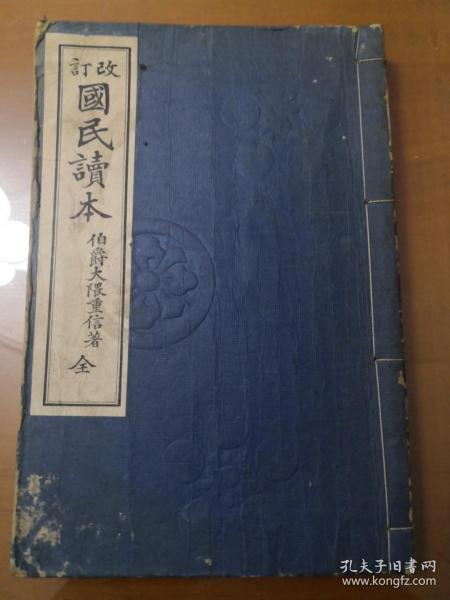 改訂
國民讀本
伯爵大隈重信著
全
孔夫子旧书网
www.kongfz.com